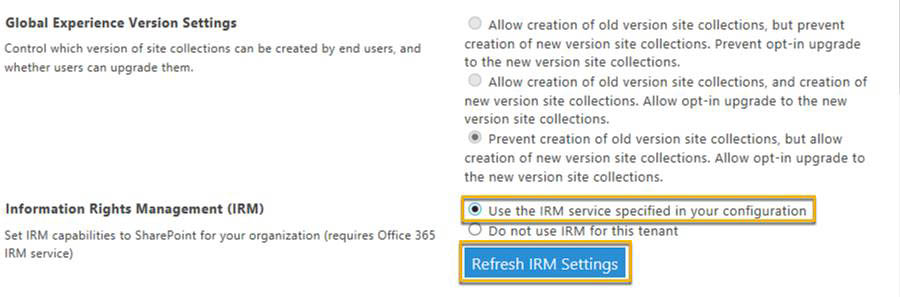 Global Experience Version Settings
Control which version of site collections can be created by end users, and
whether users can upgrade them.
Allow creation of old version site collections, but prevent
creation of new version site collections. Prevent opt-in upgrade
to the new version site collections.
Allow creation of old version site collections, and creation of
new version site collections. Allow opt-in upgrade to the new
version site collections.
Prevent creation of old version site collections, but allow
creation of new version site collections. Allow opt-in upgrade to
the new version site collections.
Information Rights Management (IRM)
Set IRM capabilities to SharePoint for your organization (requires Office 365
IRM service)
Use the IRM service specified in your configuration
Do not use IRM for this tenant
Refresh IRM Settings